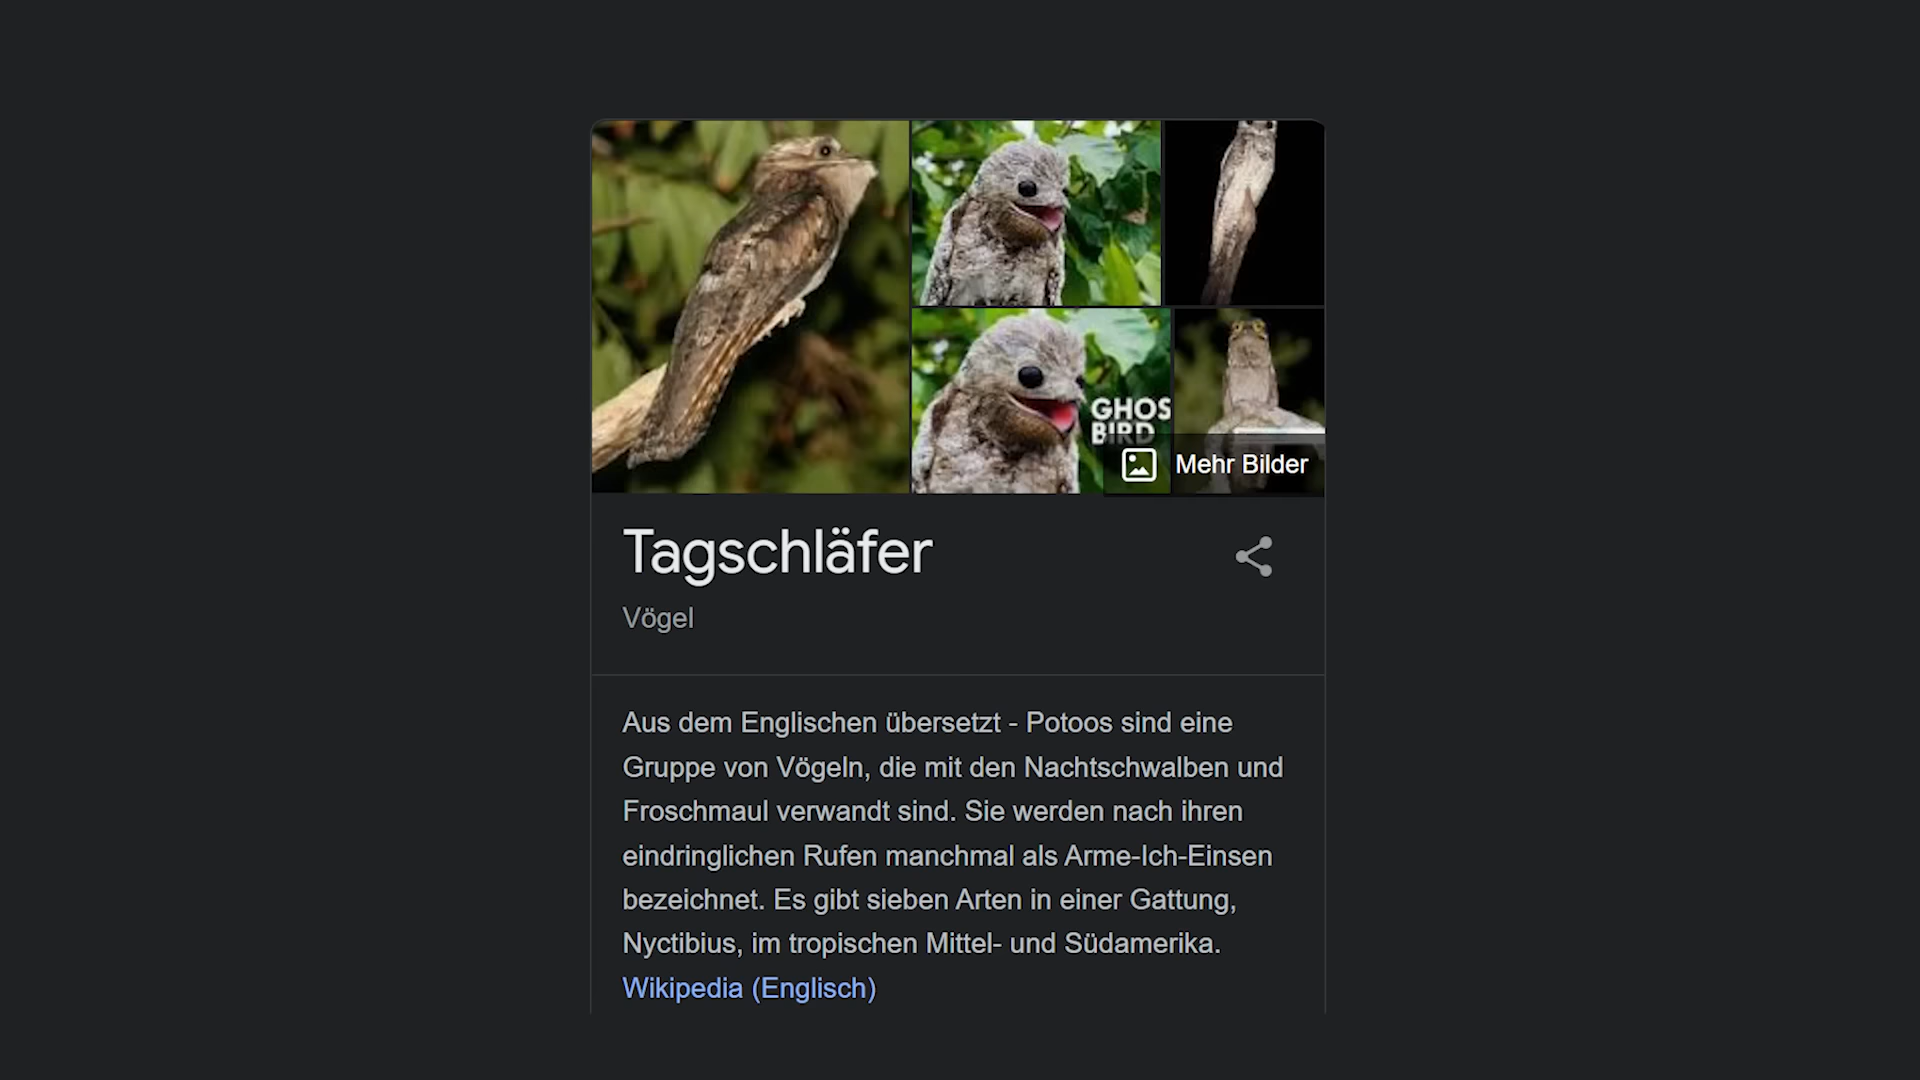 GHOS
BIRD
Mehr Bilder
Tagschläfer
Vögel
Aus dem Englischen übersetzt - Potoos sind eine
Gruppe von Vögeln, die mit den Nachtschwalben und
Froschmaul verwandt sind. Sie werden nach ihren
eindringlichen Rufen manchmal als Arme-Ich-Einsen
bezeichnet. Es gibt sieben Arten in einer Gattung,
Nyctibius, im tropischen Mittel- und Südamerika.
Wikipedia (Englisch)